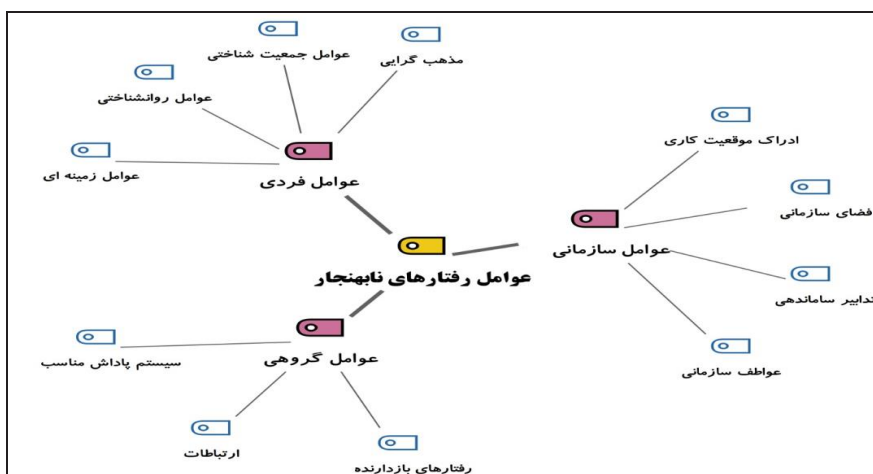 مذهب گرایی
عوامل جمعیت شناختی
عوامل روانشناختی
عوامل زمینه ای
عوامل فردی
ادراک موقعیت کاری
فضای سازمانی
عوامل سازمانی
تدابیر ساماندهی
عواطف سازمانی
عوامل رفتارهای نابهنجار
عوامل گروهی
سیستم پاداش مناسب
ارتباطات
رفتارهای بازدارنده